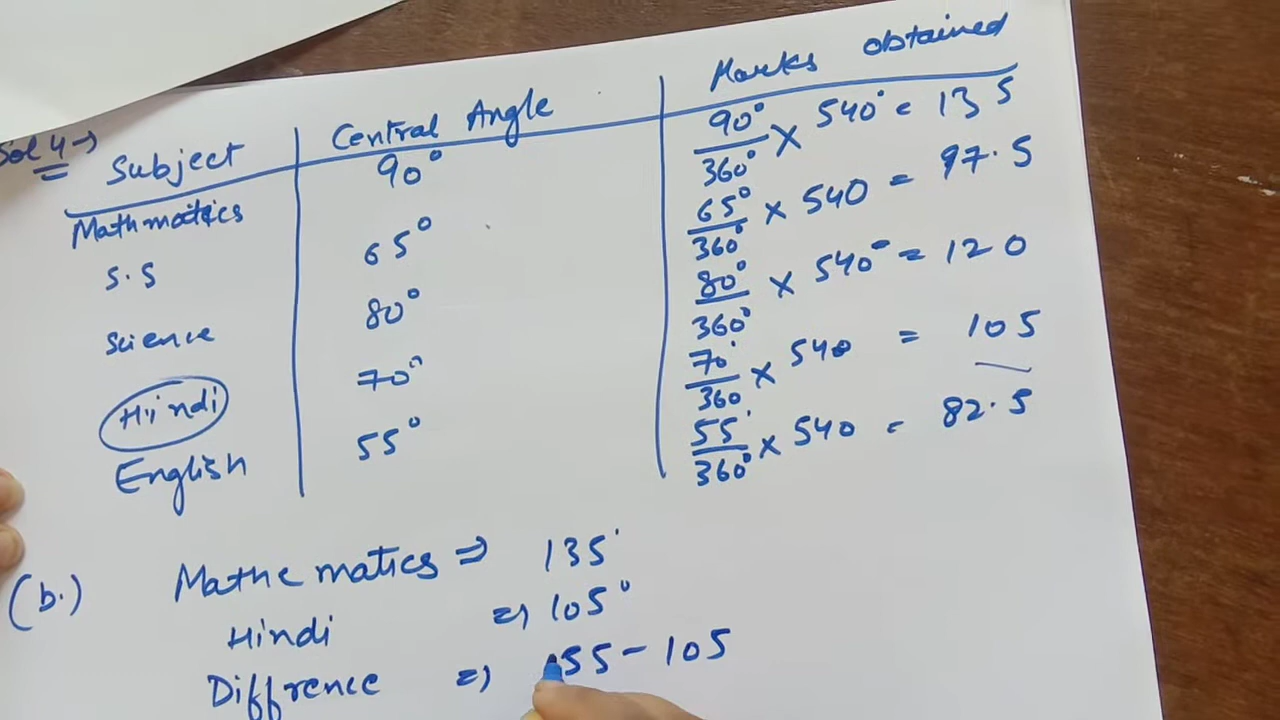 Sol 4→
Subject | Central Angle | Marks obtained
Mathmatics | 90° | 90°/360° × 540° = 135
S.S | 65° | 65°/360° × 540 = 97.5
Science | 80° | 80°/360° × 540° = 120
Hindi | 70° | 70°/360 × 540 = 105
English | 55° | 55°/360° × 540 = 82.5
(b.) Mathematics ⇒ 135°
Hindi ⇒ 105°
Diffrence ⇒ 55 - 105